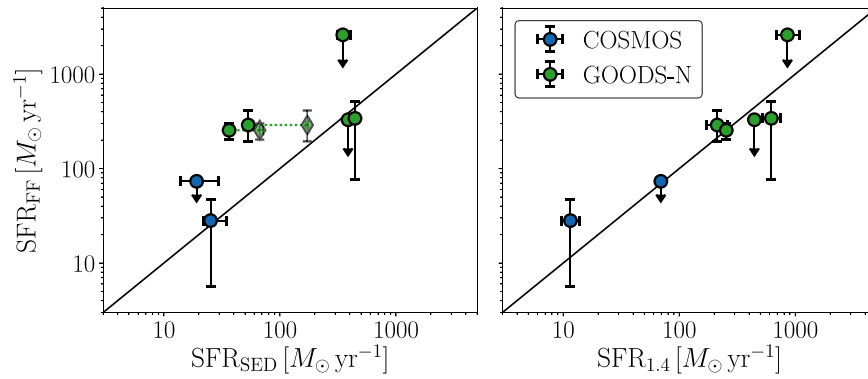 SFR_FF [M_⊙ yr^−1]
1000
100
10
10 100 1000
SFR_SED [M_⊙ yr^−1]
COSMOS
GOODS-N
10 100 1000
SFR_1.4 [M_⊙ yr^−1]